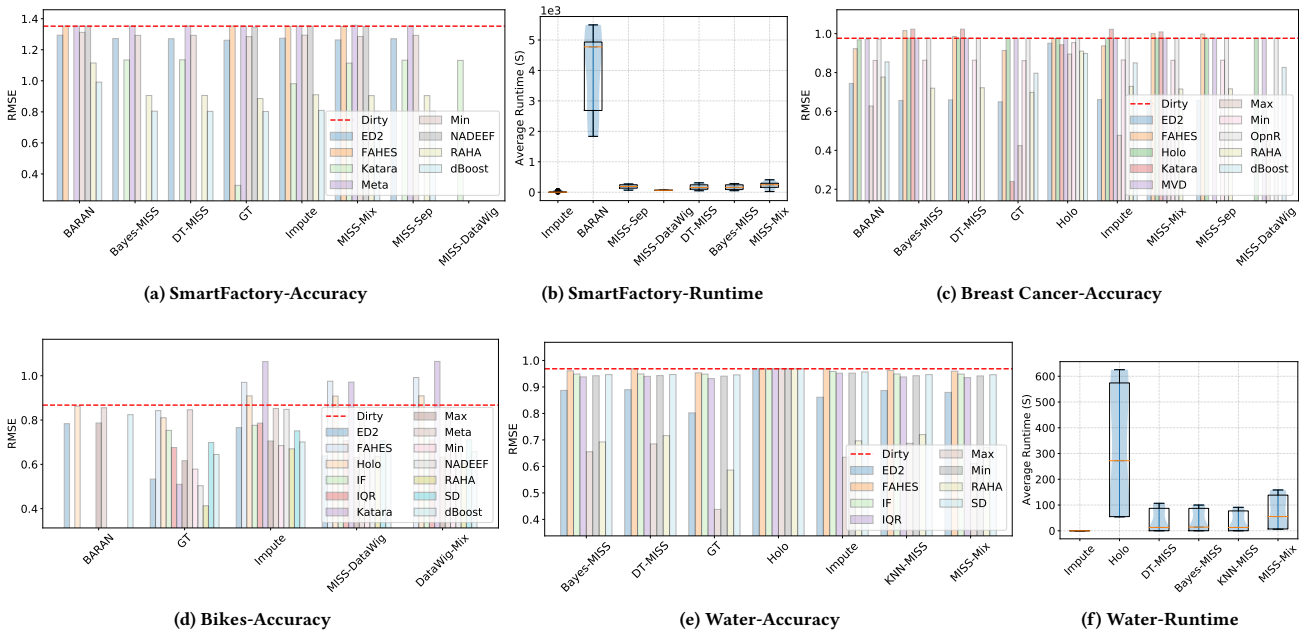 1.4
1.2
1.0
0.8
0.6
0.4
RMSE
Dirty
ED2
FAHES
Katara
Meta
Min
NADEEF
RAHA
dBoost
BARAN
Bayes-MISS
DT-MISS
GT
Impute
MISS-Mix
MISS-Sep
MISS-DataWig
(a) SmartFactory-Accuracy
1e3
5
4
3
2
1
0
Average Runtime (S)
Impute
BARAN
MISS-Sep
MISS-DataWig
DT-MISS
Bayes-MISS
MISS-Mix
(b) SmartFactory-Runtime
1.0
0.8
0.6
0.4
0.2
RMSE
Dirty
ED2
FAHES
Holo
Katara
MVD
Max
Min
OpnR
RAHA
dBoost
BARAN
Bayes-MISS
DT-MISS
GT
Holo
Impute
MISS-Mix
MISS-Sep
MISS-DataWig
(c) Breast Cancer-Accuracy
1.0
0.8
0.6
0.4
RMSE
Dirty
ED2
FAHES
Holo
IF
IQR
Katara
Max
Meta
Min
NADEEF
RAHA
SD
dBoost
BARAN
GT
Impute
MISS-DataWig
DataWig-Mix
(d) Bikes-Accuracy
1.0
0.9
0.8
0.7
0.6
0.5
0.4
RMSE
Dirty
ED2
FAHES
IF
IQR
Max
Min
RAHA
SD
Bayes-MISS
DT-MISS
GT
Holo
Impute
KNN-MISS
MISS-Mix
(e) Water-Accuracy
600
500
400
300
200
100
0
Average Runtime (S)
Impute
Holo
DT-MISS
Bayes-MISS
KNN-MISS
MISS-Mix
(f) Water-Runtime